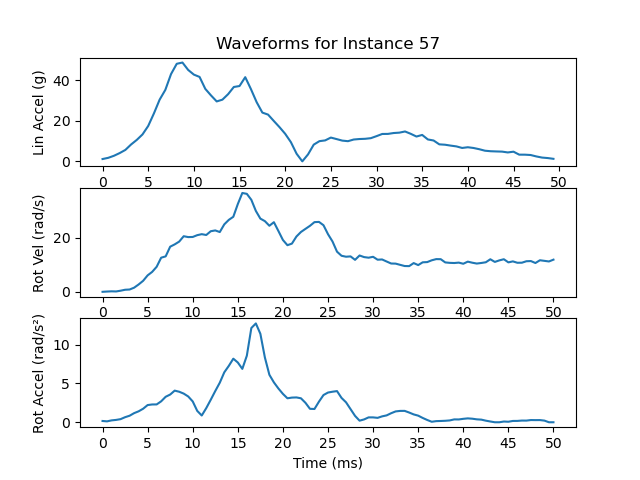 Waveforms for Instance 57
Lin Accel (g)
40
20
0
0 5 10 15 20 25 30 35 40 45 50
Rot Vel (rad/s)
20
0
0 5 10 15 20 25 30 35 40 45 50
Rot Accel (rad/s²)
10
5
0
0 5 10 15 20 25 30 35 40 45 50
Time (ms)